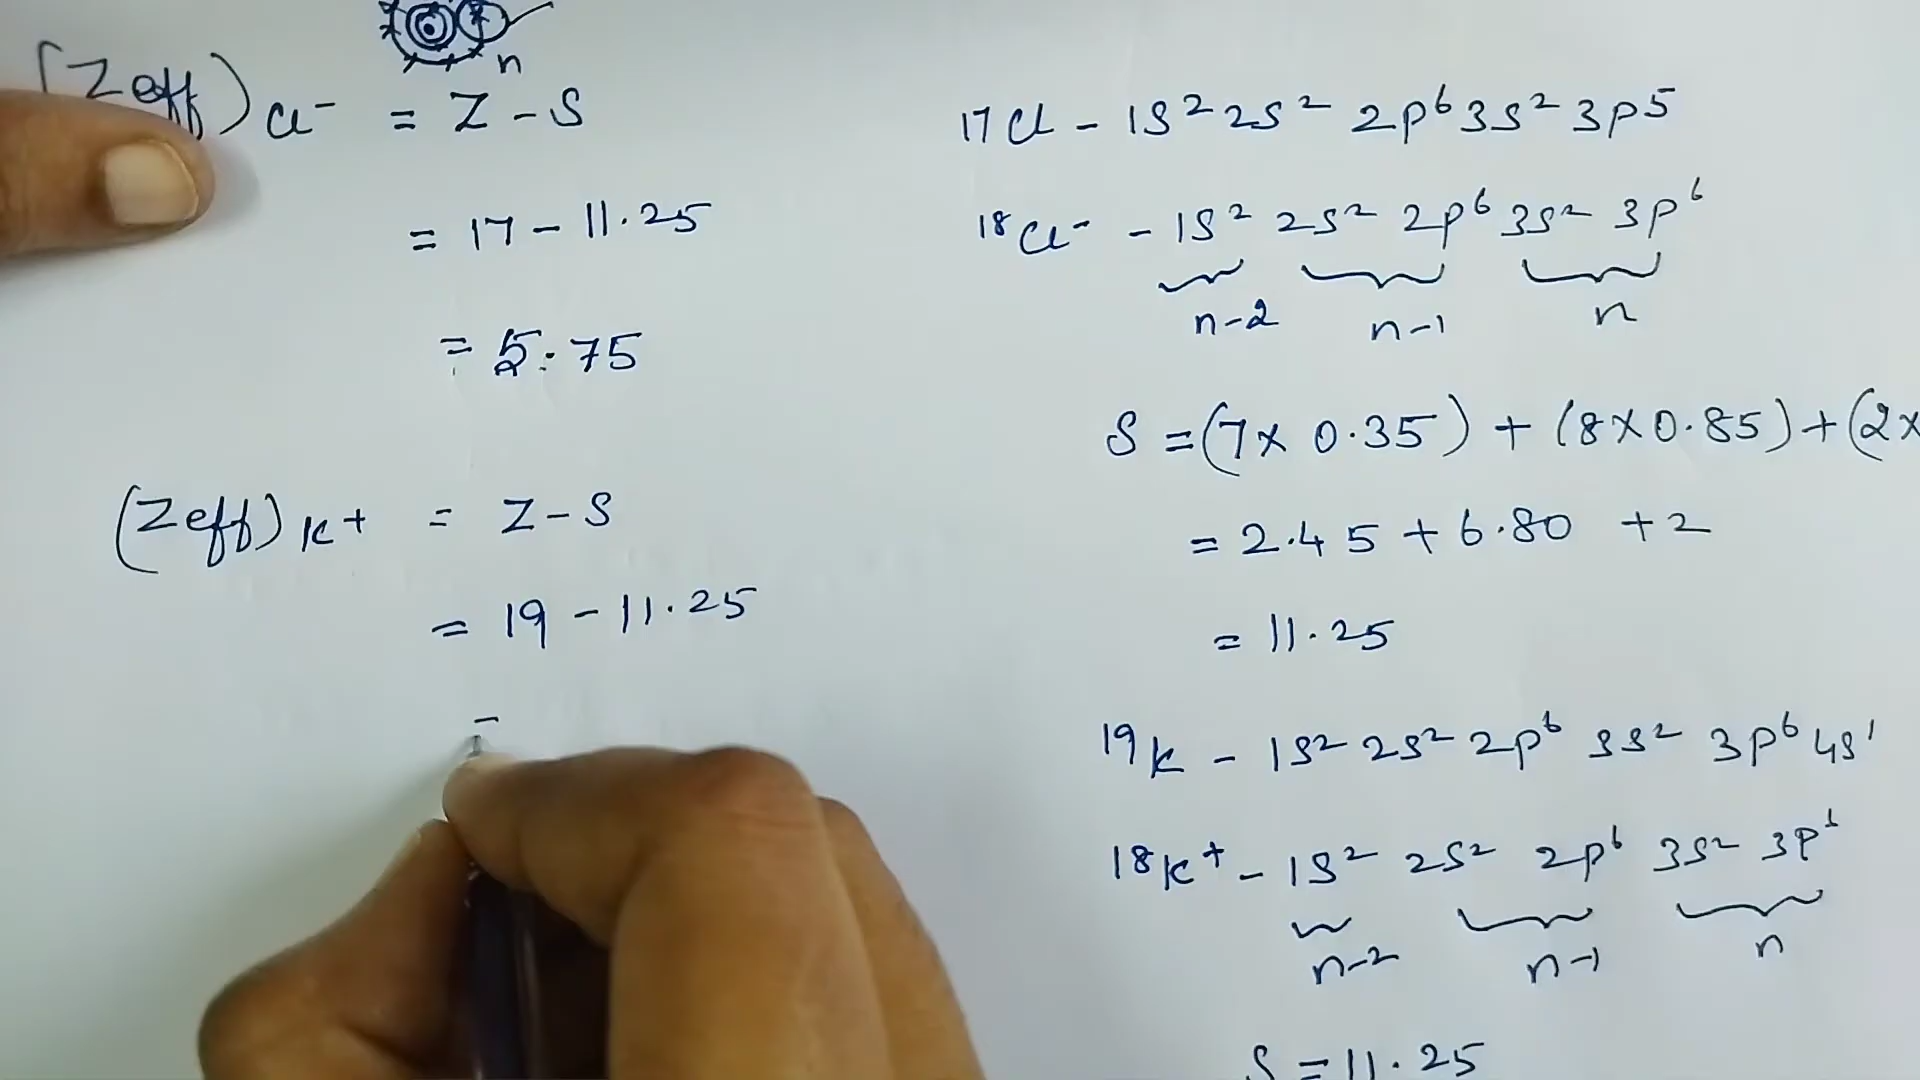 n
(Zeff)Cl⁻ = Z - S
= 17 - 11.25
= 5.75
(Zeff)K+ = Z - S
= 19 - 11.25
=
17Cl - 1S² 2S² 2P⁶ 3S² 3P⁵
18Cl⁻ - 1S² 2S² 2P⁶ 3S² 3P⁶
n-2 n-1 n
S = (7 x 0.35) + (8 x 0.85) + (2x
= 2.45 + 6.80 + 2
= 11.25
19K - 1S² 2S² 2P⁶ 3S² 3P⁶ 4S¹
18K+ - 1S² 2S² 2P⁶ 3S² 3P⁶
n-2 n-1 n
S = 11.25